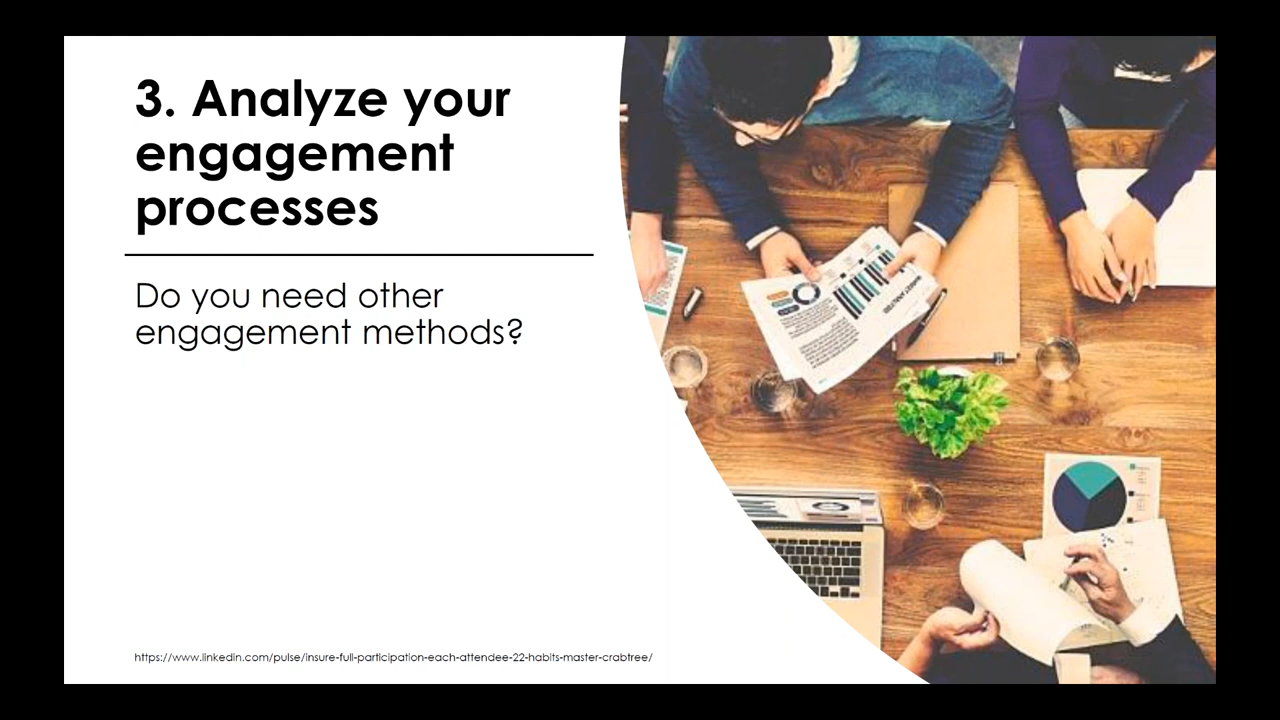 3. Analyze your
engagement
processes
Do you need other
engagement methods?
https://www.linkedin.com/pulse/insure-full-participation-each-attendee-22-habits-master-crabtree/